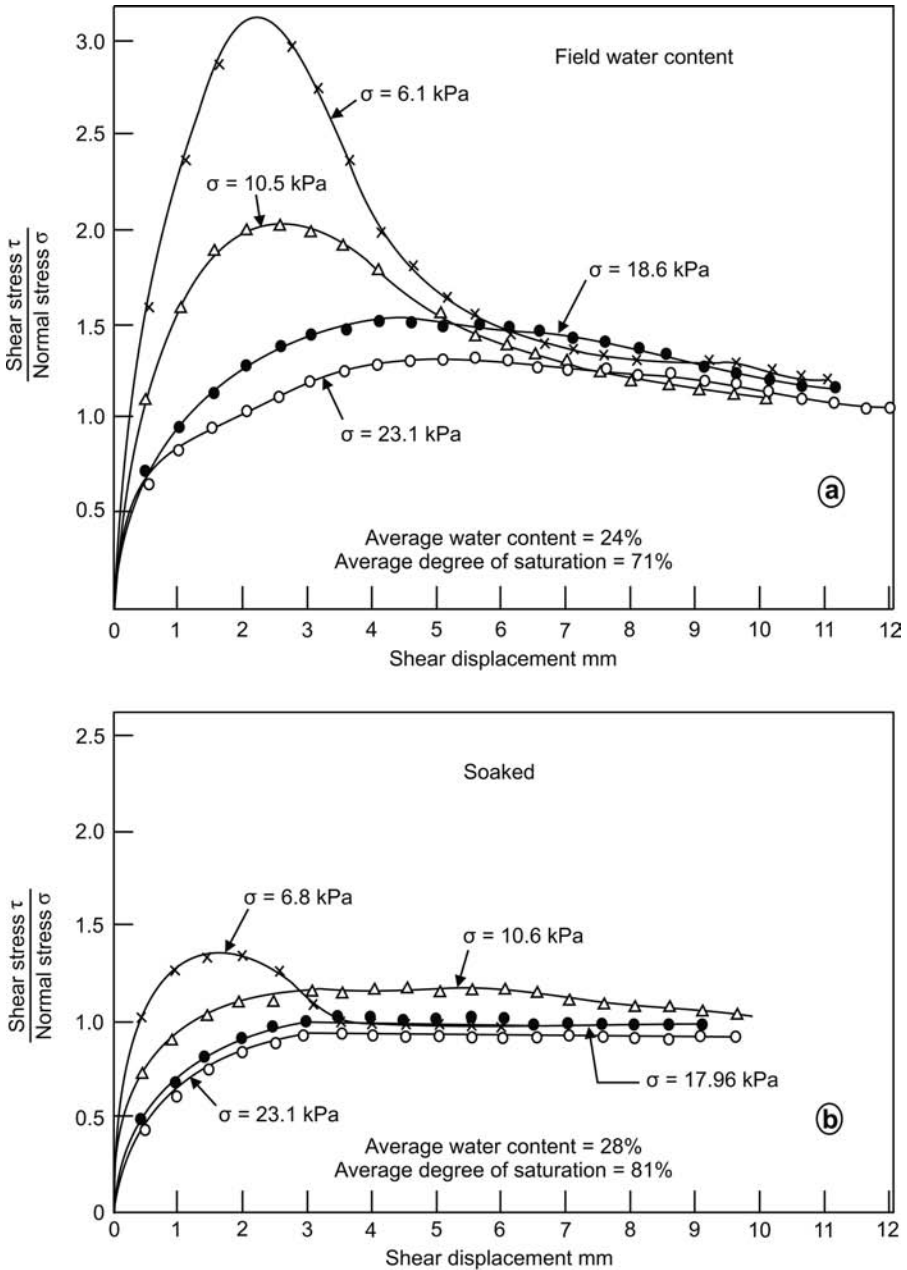 3.0
Field water content
σ = 6.1 kPa
2.5
σ = 10.5 kPa
2.0
σ = 18.6 kPa
Shear stress τ
Normal stress σ
1.5
1.0
σ = 23.1 kPa
0.5
a
Average water content = 24%
Average degree of saturation = 71%
0 1 2 3 4 5 6 7 8 9 10 11 12
Shear displacement mm
2.5
Soaked
2.0
σ = 6.8 kPa
Shear stress τ
Normal stress σ
1.5
σ = 10.6 kPa
1.0
σ = 17.96 kPa
0.5
σ = 23.1 kPa
b
Average water content = 28%
Average degree of saturation = 81%
0
0 1 2 3 4 5 6 7 8 9 10 11 12
Shear displacement mm